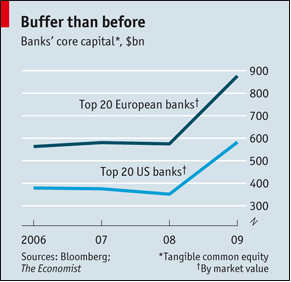 Buffer than before
Banks' core capital*, $bn
900
800
Top 20 European banks†
700
600
Top 20 US banks†
500
400
300
2006 07 08 09
Sources: Bloomberg; *Tangible common equity
The Economist †By market value